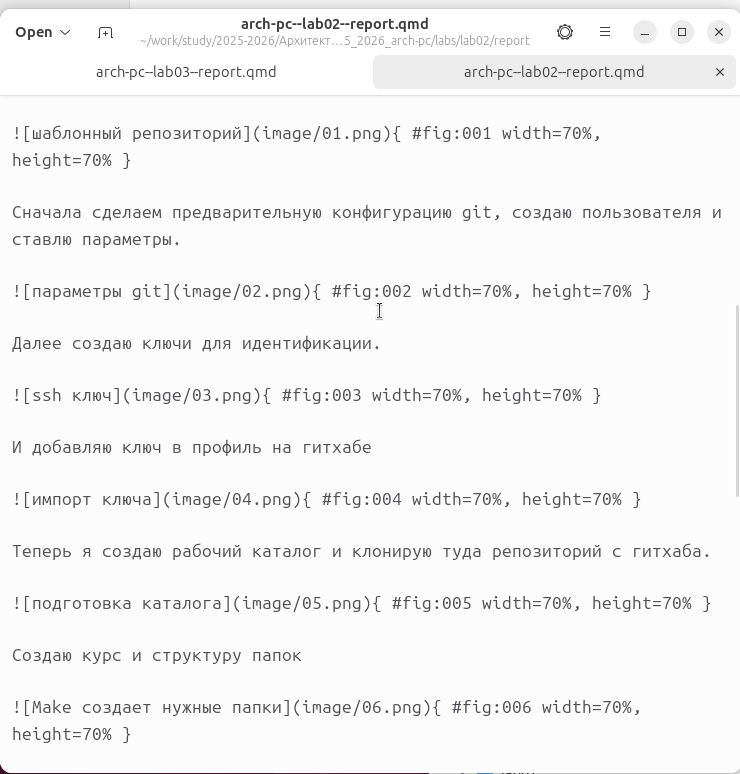 Open
arch-pc--lab02--report.qmd
~/work/study/2025-2026/Архитект…5_2026_arch-pc/labs/lab02/report
arch-pc--lab03--report.qmd
arch-pc--lab02--report.qmd
![шаблонный репозиторий](image/01.png){ #fig:001 width=70%,
height=70% }
Сначала сделаем предварительную конфигурацию git, создаю пользователя и
ставлю параметры.
![параметры git](image/02.png){ #fig:002 width=70%, height=70% }
Далее создаю ключи для идентификации.
![ssh ключ](image/03.png){ #fig:003 width=70%, height=70% }
И добавляю ключ в профиль на гитхабе
![импорт ключа](image/04.png){ #fig:004 width=70%, height=70% }
Теперь я создаю рабочий каталог и клонирую туда репозиторий с гитхаба.
![подготовка каталога](image/05.png){ #fig:005 width=70%, height=70% }
Создаю курс и структуру папок
![Make создает нужные папки](image/06.png){ #fig:006 width=70%,
height=70% }